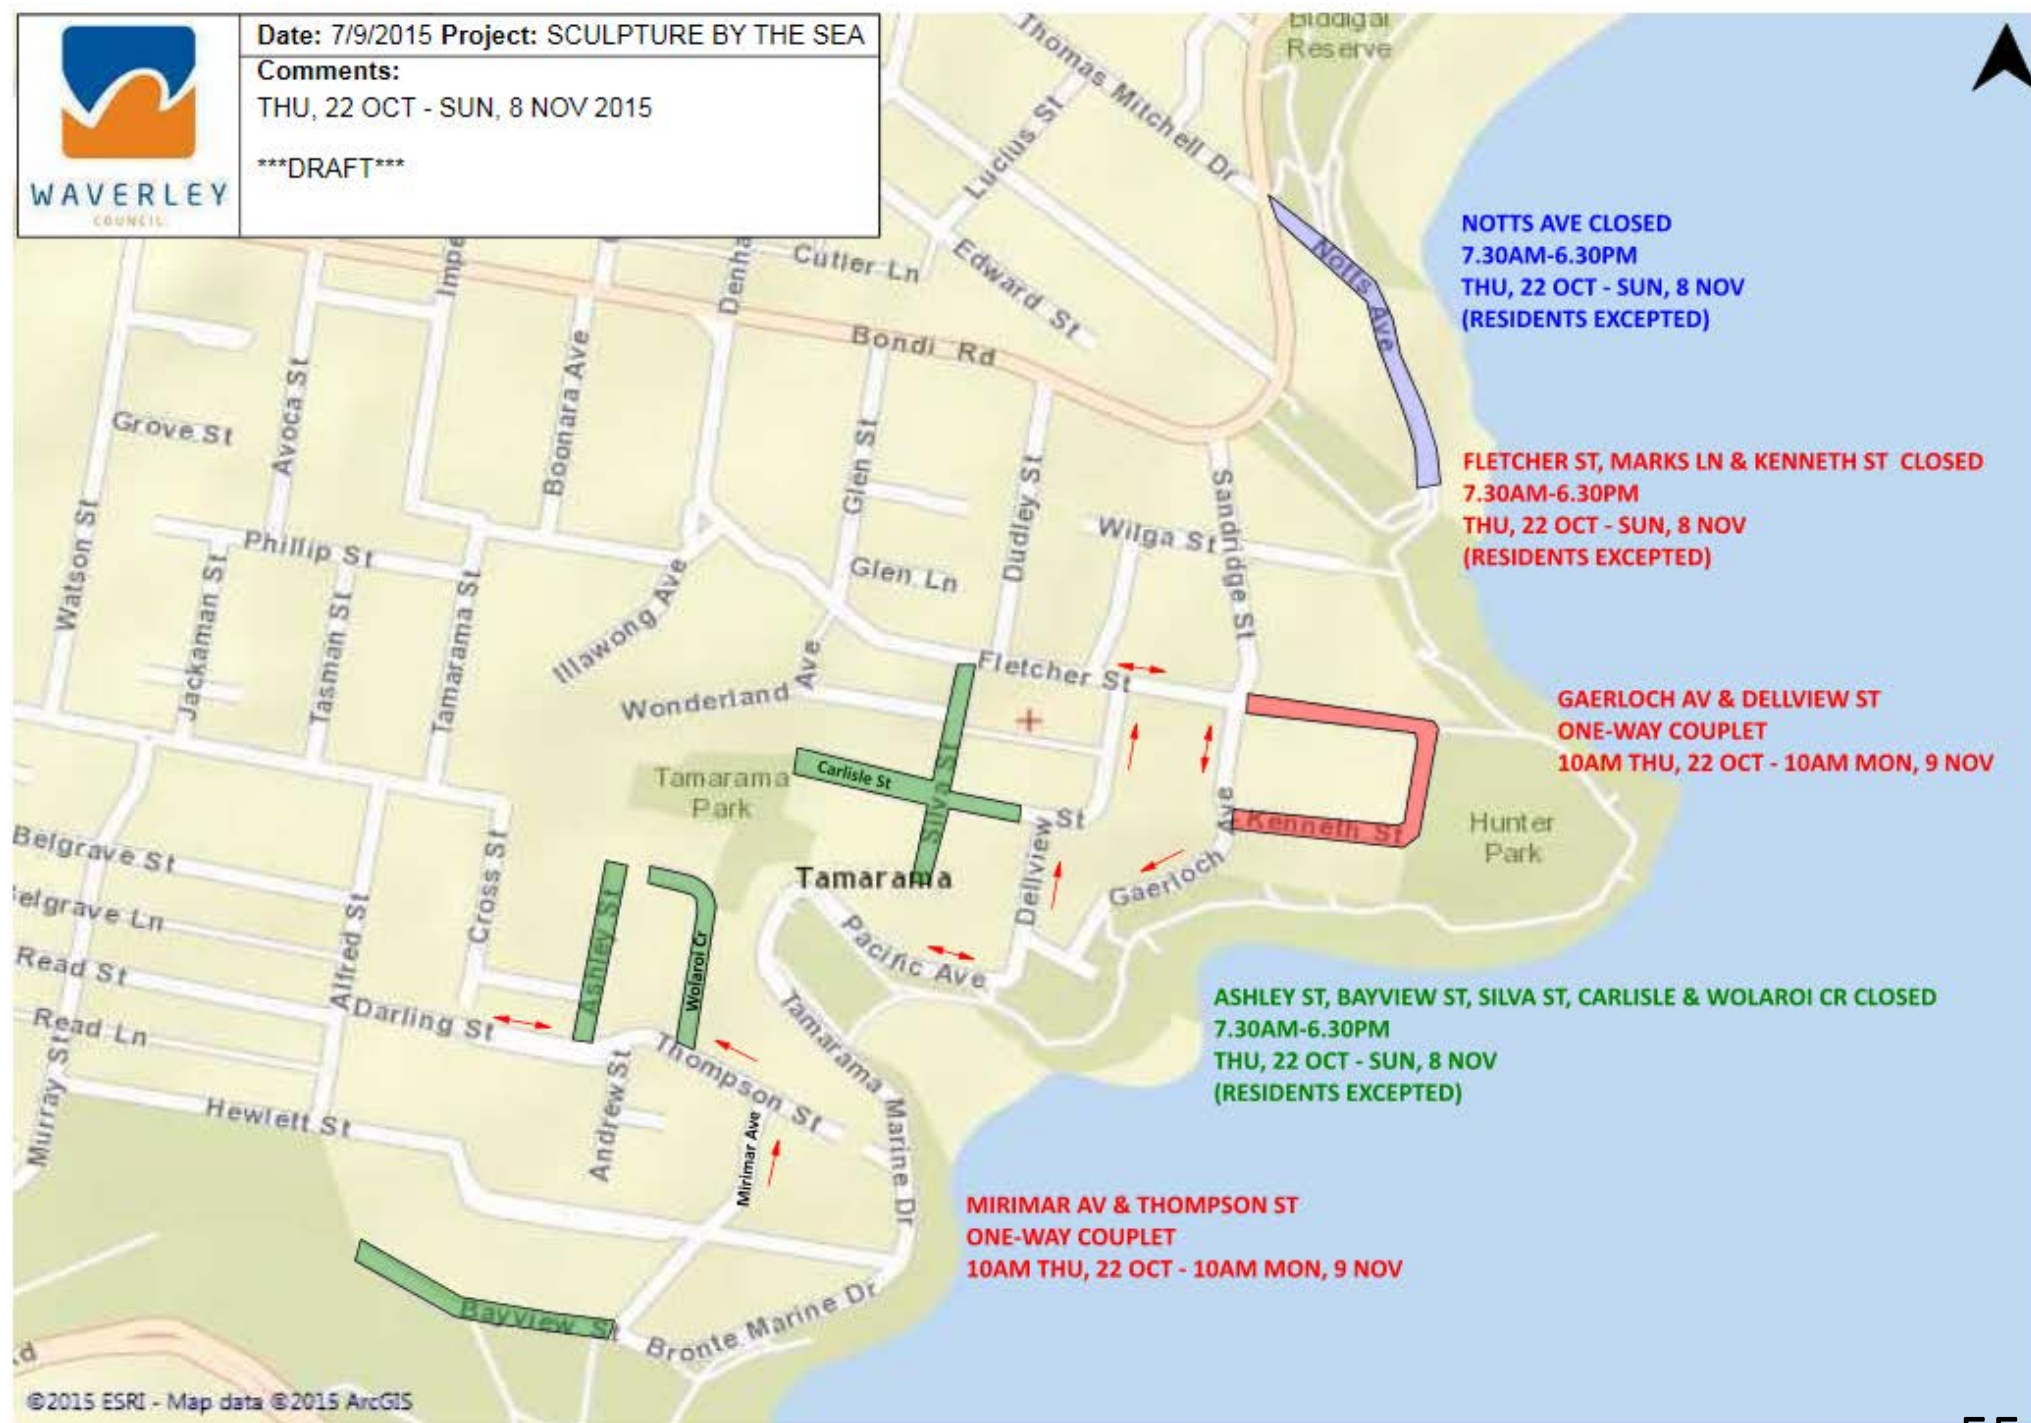 Date: 7/9/2015 Project: SCULPTURE BY THE SEA
Comments:
THU, 22 OCT - SUN, 8 NOV 2015
***DRAFT***
WAVERLEY
COUNCIL
Biddigal
Reserve
Thomas Mitchell Dr
Lucius St
Edward St
Cutler Ln
Impe
Denha
Bondi Rd
Notts Ave
NOTTS AVE CLOSED
7.30AM-6.30PM
THU, 22 OCT - SUN, 8 NOV
(RESIDENTS EXCEPTED)
Grove St
Avoca St
Boonara Ave
Glen St
Dudley St
Sandridge St
Wilga St
Watson St
Phillip St
Jackaman St
Tasman St
Tamarama St
Illawong Ave
Glen Ln
FLETCHER ST, MARKS LN & KENNETH ST CLOSED
7.30AM-6.30PM
THU, 22 OCT - SUN, 8 NOV
(RESIDENTS EXCEPTED)
Wonderland Ave
Fletcher St
GAERLOCH AV & DELLVIEW ST
ONE-WAY COUPLET
10AM THU, 22 OCT - 10AM MON, 9 NOV
Tamarama
Park
Carlisle St
Silva St
Kenneth St
Hunter
Park
Dellview St
Gaerloch Ave
Tamarama
Pacific Ave
Belgrave St
elgrave Ln
Read St
Read Ln
Alfred St
Cross St
Ashley St
Wolaroi Cr
Darling St
Thompson St
Andrew St
Murray St
Hewlett St
Tamarama Marine Dr
Mirimar Ave
ASHLEY ST, BAYVIEW ST, SILVA ST, CARLISLE & WOLAROI CR CLOSED
7.30AM-6.30PM
THU, 22 OCT - SUN, 8 NOV
(RESIDENTS EXCEPTED)
MIRIMAR AV & THOMPSON ST
ONE-WAY COUPLET
10AM THU, 22 OCT - 10AM MON, 9 NOV
Bayview St
Bronte Marine Dr
d
©2015 ESRI - Map data ©2015 ArcGIS